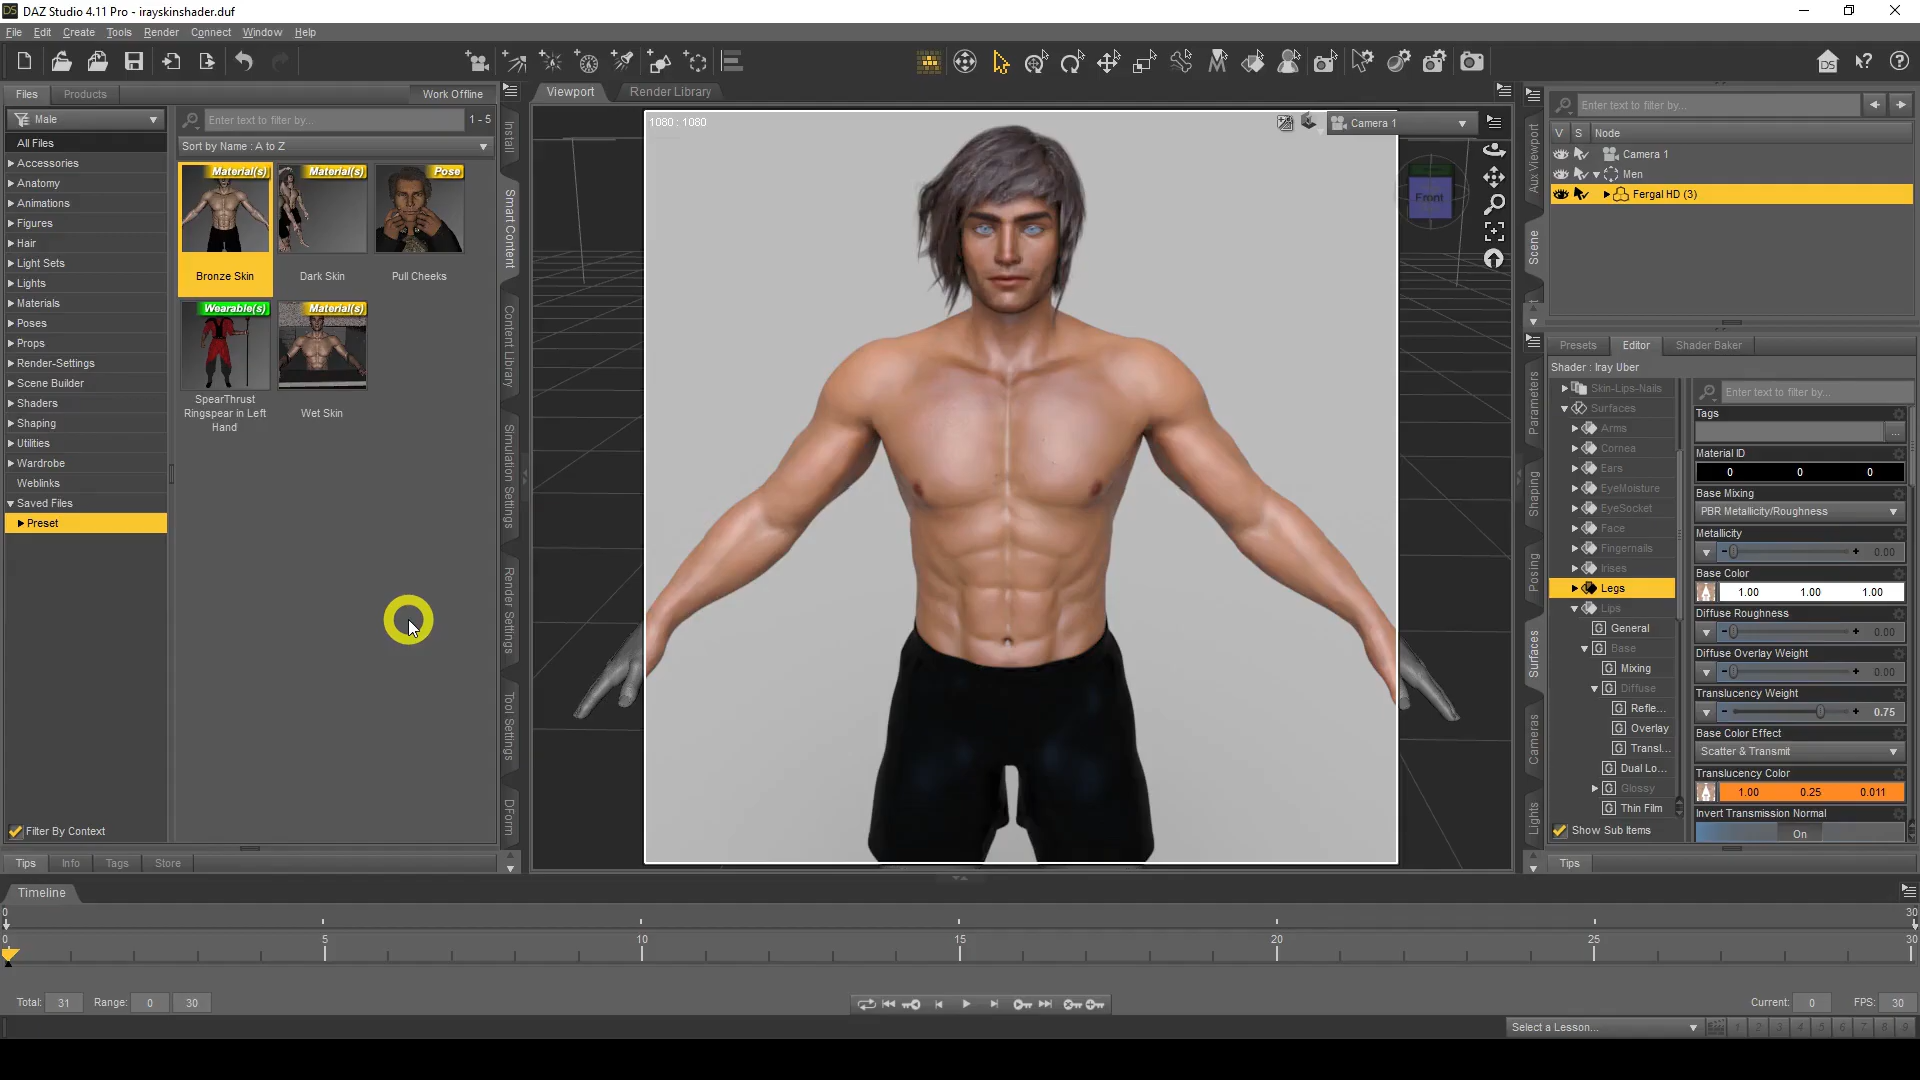 DAZ Studio 4.11 Pro - irayskinshader.duf
File Edit Create Tools Render Connect Window Help
Files Products Work Offline
Male
Enter text to filter by...
1 - 5
Sort by Name : A to Z
All Files
Accessories
Anatomy
Animations
Figures
Hair
Light Sets
Lights
Materials
Poses
Props
Render-Settings
Scene Builder
Shaders
Shaping
Utilities
Wardrobe
Weblinks
Saved Files
Preset
Filter By Context
Material(s)
Bronze Skin
Material(s)
Dark Skin
Pose
Pull Cheeks
Wearable(s)
SpearThrust
Ringspear in Left
Hand
Material(s)
Wet Skin
Tips Info Tags Store
Install
Smart Content
Content Library
Simulation Settings
Render Settings
Tool Settings
DForm
Viewport Render Library
1080 : 1080
Camera 1
Front
Aux Viewport
Scene
Enter text to filter by...
V S Node
Camera 1
Men
Fergal HD (3)
Parameters
Shaping
Posing
Surfaces
Cameras
Lights
Presets Editor Shader Baker
Shader : Iray Uber
Skin-Lips-Nails
Surfaces
Arms
Cornea
Ears
EyeMoisture
EyeSocket
Face
Fingernails
Irises
Legs
Lips
General
Base
Mixing
Diffuse
Refle...
Overlay
Transl...
Dual Lo...
Glossy
Thin Film
Show Sub Items
Enter text to filter by...
Tags
...
Material ID
0 0 0
Base Mixing
PBR Metallicity/Roughness
Metallicity
0.00
Base Color
1.00 1.00 1.00
Diffuse Roughness
0.00
Diffuse Overlay Weight
0.00
Translucency Weight
0.75
Base Color Effect
Scatter & Transmit
Translucency Color
1.00 0.25 0.011
Invert Transmission Normal
On
Tips
Timeline
0 30
0 5 10 15 20 25 30
Total: 31 Range: 0 30
Current: 0 FPS: 30
Select a Lesson...
1 2 3 4 5 6 7 8 9